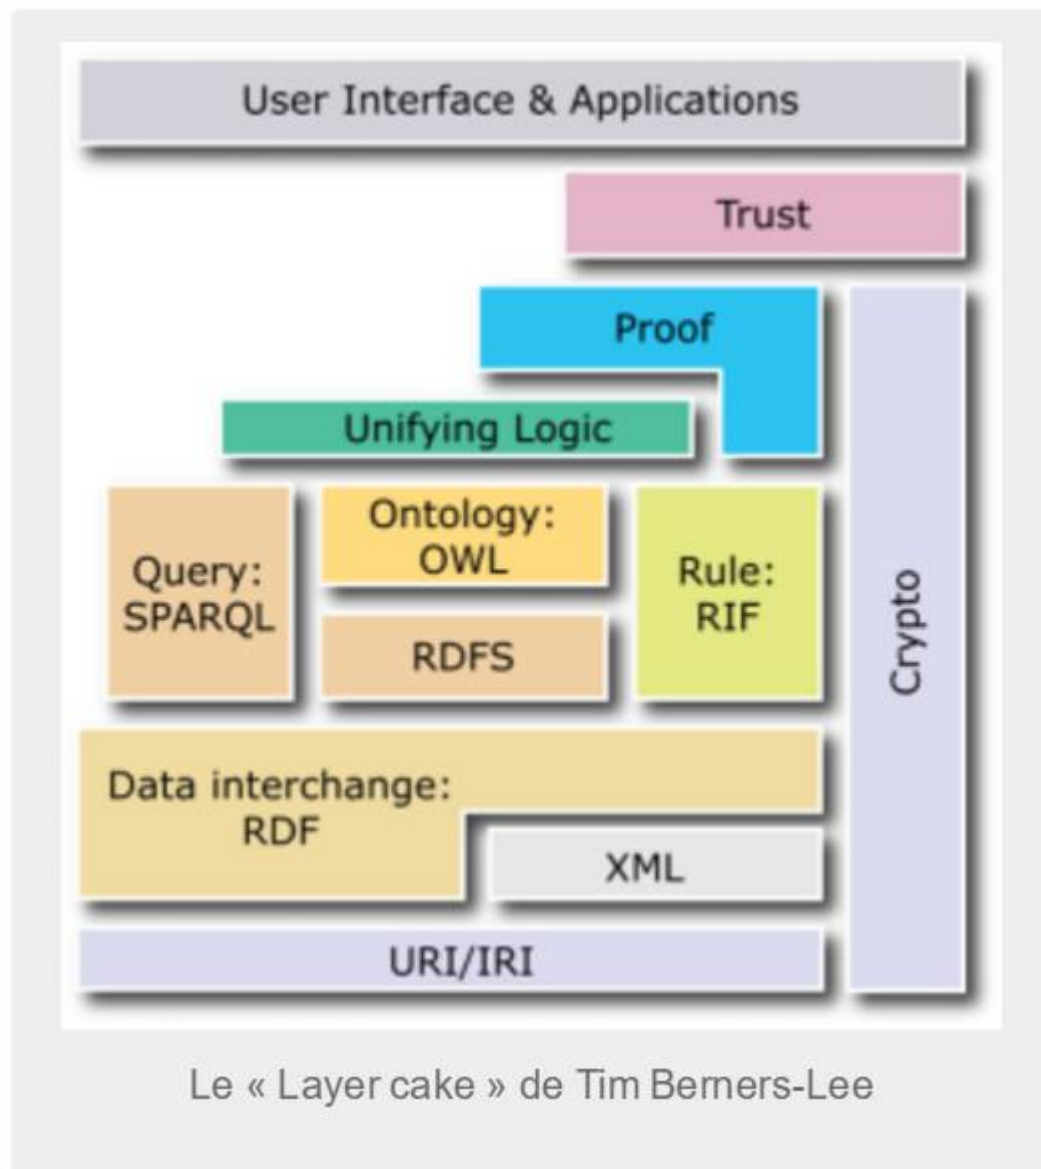 User Interface & Applications
Trust
Proof
Unifying Logic
Query:
SPARQL
Ontology:
OWL
RDFS
Rule:
RIF
Crypto
Data interchange:
RDF
XML
URI/IRI
Le « Layer cake » de Tim Berners-Lee